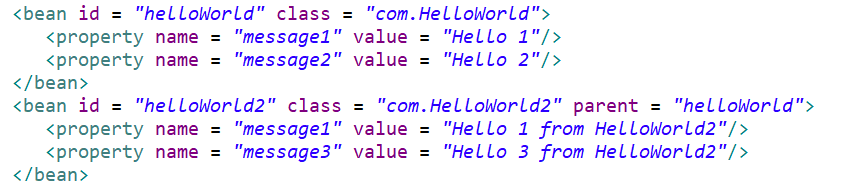 <bean id = "helloWorld" class = "com.HelloWorld">
   <property name = "message1" value = "Hello 1"/>
   <property name = "message2" value = "Hello 2"/>
</bean>
<bean id = "helloWorld2" class = "com.HelloWorld2" parent = "helloWorld">
   <property name = "message1" value = "Hello 1 from HelloWorld2"/>
   <property name = "message3" value = "Hello 3 from HelloWorld2"/>
</bean>